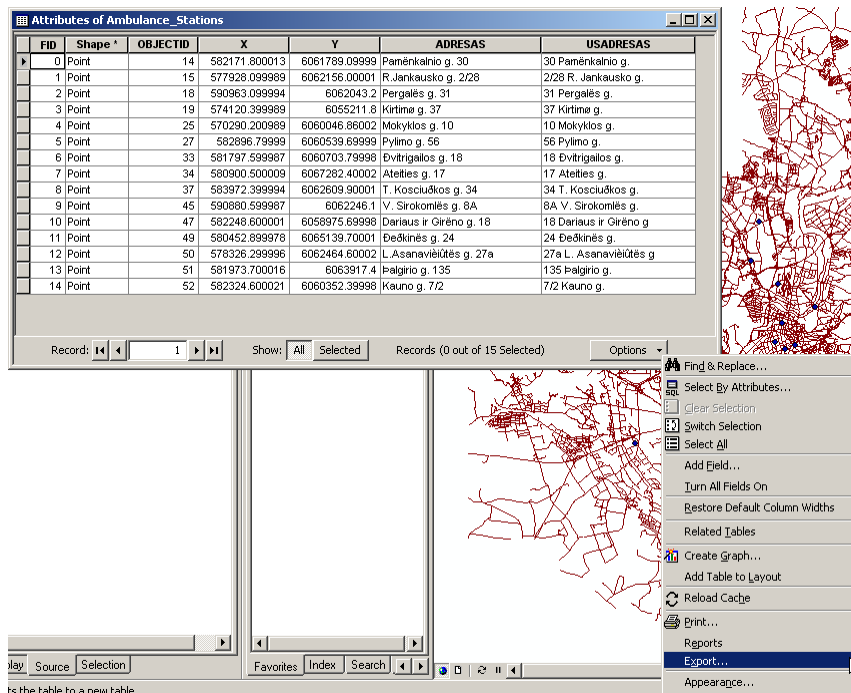 Attributes of Ambulance_Stations
FID Shape * OBJECTID X Y ADRESAS USADRESAS
0 Point 14 582171.800013 6061789.09999 Pamënkalnio g. 30 30 Pamënkalnio g.
1 Point 15 577928.099989 6062156.00001 R.Jankausko g. 2/28 2/28 R. Jankausko g.
2 Point 18 590963.099994 6062043.2 Pergalës g. 31 31 Pergalës g.
3 Point 19 574120.399989 6055211.8 Kirtimø g. 37 37 Kirtimø g.
4 Point 25 570290.200989 6060046.86002 Mokyklos g. 10 10 Mokyklos g.
5 Point 27 582896.79999 6060539.69999 Pylimo g. 56 56 Pylimo g.
6 Point 33 581797.599987 6060703.79998 Ðvitrigailos g. 18 18 Ðvitrigailos g.
7 Point 34 580900.500009 6067282.40002 Ateities g. 17 17 Ateities g.
8 Point 37 583972.399994 6062609.90001 T. Kosciuðkos g. 34 34 T. Kosciuðkos g.
9 Point 45 590880.599987 6062246.1 V. Sirokomlës g. 8A 8A V. Sirokomlës g.
10 Point 47 582248.600001 6058975.69998 Dariaus ir Girëno g. 18 18 Dariaus ir Girëno g
11 Point 49 580452.899978 6065139.70001 Ðeðkinës g. 24 24 Ðeðkinës g.
12 Point 50 578326.299996 6062464.60002 L.Asanavièiûtës g. 27a 27a L. Asanavièiûtës g
13 Point 51 581973.700016 6063917.4 Þalgirio g. 135 135 Þalgirio g.
14 Point 52 582324.600021 6060352.39998 Kauno g. 7/2 7/2 Kauno g.
Record: 1 Show: All Selected Records (0 out of 15 Selected) Options
Find & Replace...
SQL Select By Attributes...
Clear Selection
Switch Selection
Select All
Add Field...
Turn All Fields On
Restore Default Column Widths
Related Tables
Create Graph...
Add Table to Layout
Reload Cache
Print...
Reports
Export...
Appearance...
play Source Selection Favorites Index Search
ts the table to a new table